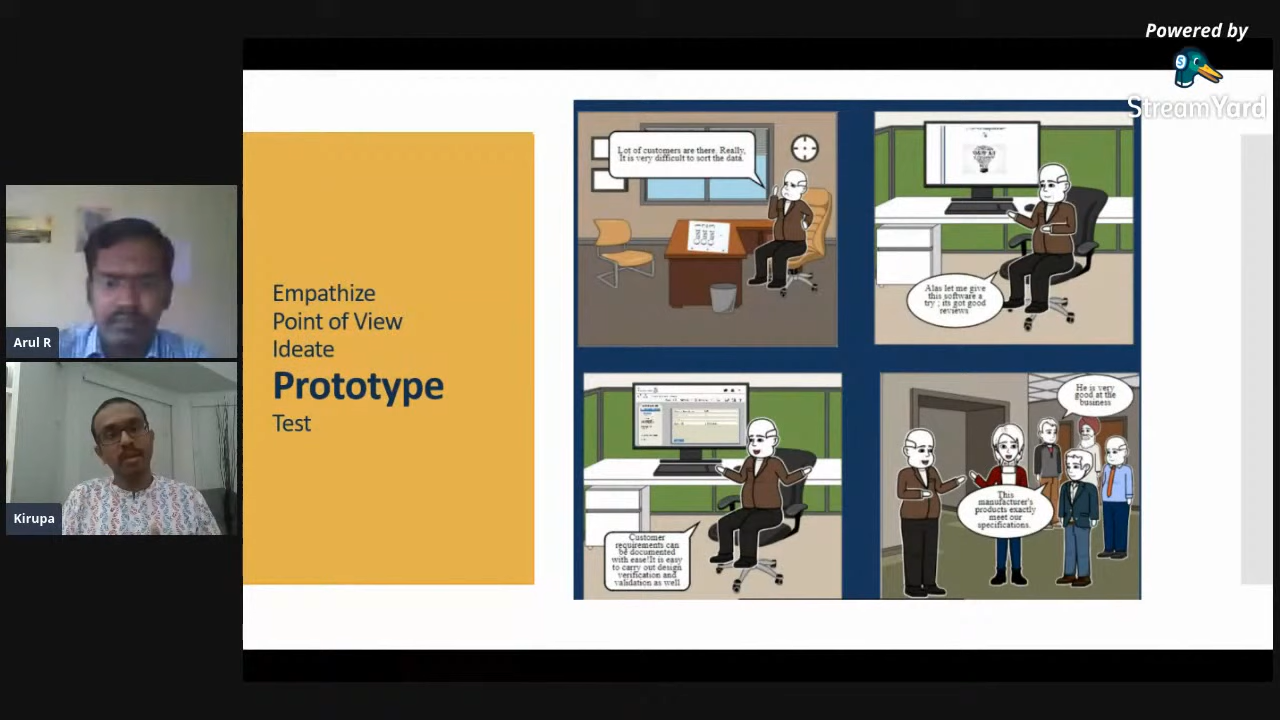 Powered by
StreamYard
Arul R
Kirupa
Empathize
Point of View
Ideate
Prototype
Test
Lot of customers are there. Really,
It is very difficult to sort the data.
Alas let me give
this software a
try ; its got good
reviews
Customer
requirements can
be documented
with ease!It is easy
to carry out design
verification and
validation as well
He is very
good at the
business
This
manufacturer's
products exactly
meet our
specifications.